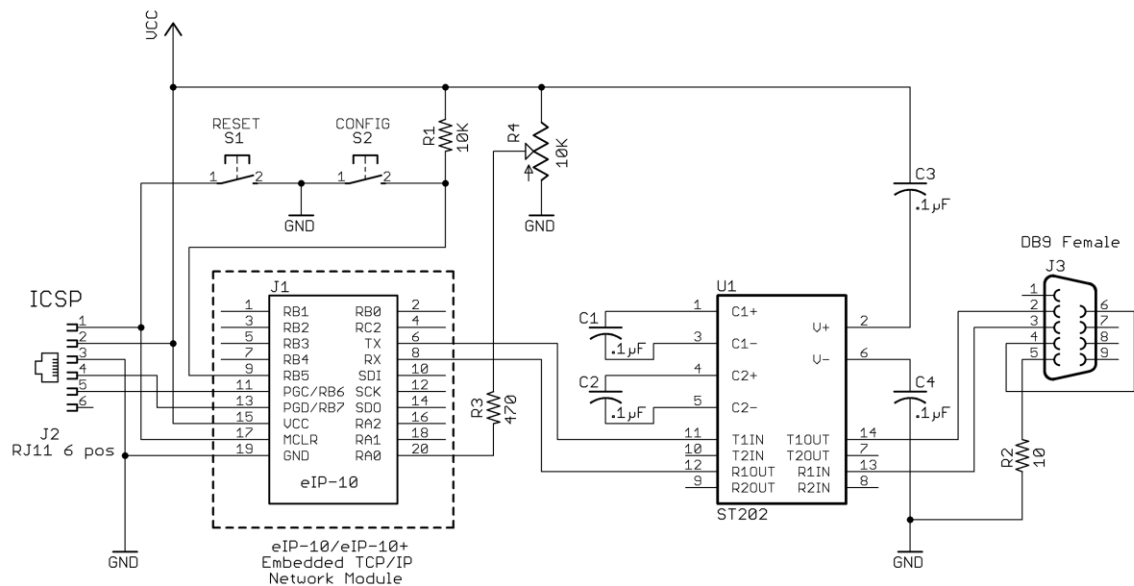 VCC
RESET
S1
CONFIG
S2
R1
10K
R4
10K
1 2
1 2
GND
GND
C3
.1µF
DB9 Female
J3
ICSP
1
2
3
4
5
6
J2
RJ11 6 pos
J1
1 RB1 RB0 2
3 RB2 RC2 4
5 RB3 TX 6
7 RB4 RX 8
9 RB5 SDI 10
11 PGC/RB6 SCK 12
13 PGD/RB7 SDO 14
15 VCC RA2 16
17 MCLR RA1 18
19 GND RA0 20
eIP-10
R3
470
C1
.1µF
C2
.1µF
U1
1 C1+
V+ 2
3 C1-
V- 6
4 C2+
5 C2-
11 T1IN T1OUT 14
10 T2IN T2OUT 7
12 R1OUT R1IN 13
9 R2OUT R2IN 8
ST202
C4
.1µF
1
2
3
4
5
6
7
8
9
R2
10
GND
GND
eIP-10/eIP-10+
Embedded TCP/IP
Network Module